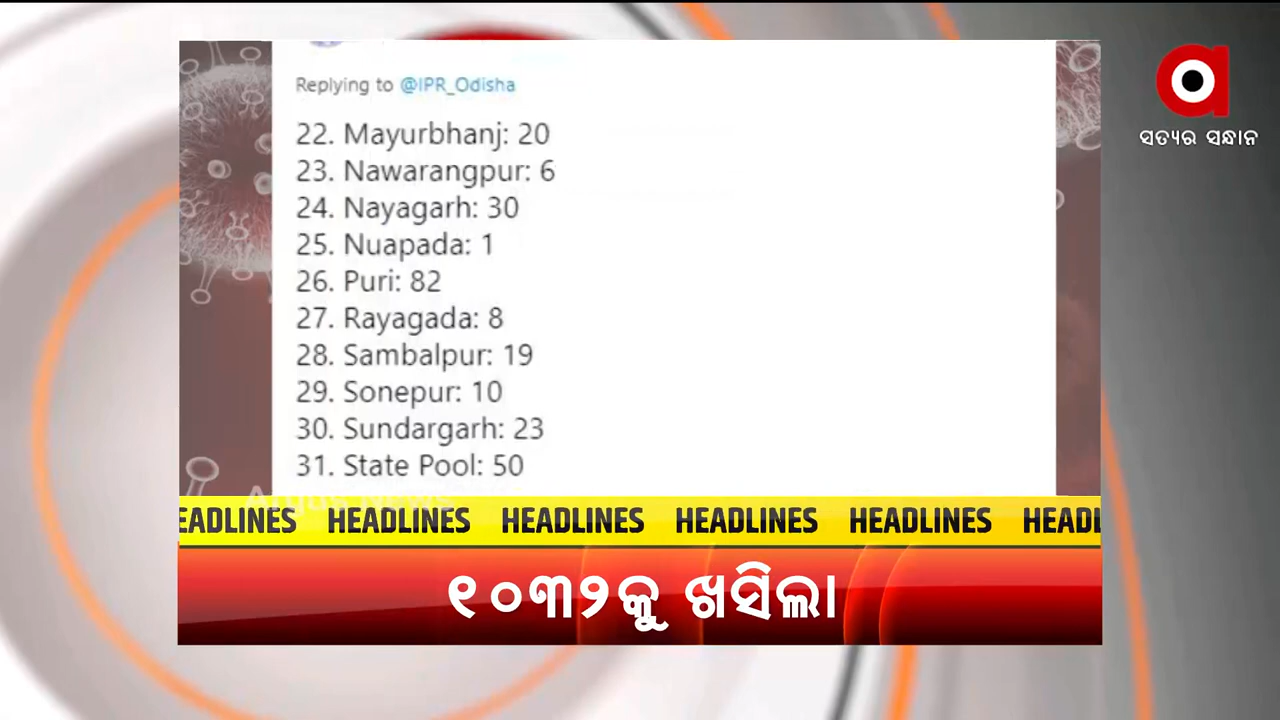 Replying to @IPR_Odisha
22. Mayurbhanj: 20
23. Nawarangpur: 6
24. Nayagarh: 30
25. Nuapada: 1
26. Puri: 82
27. Rayagada: 8
28. Sambalpur: 19
29. Sonepur: 10
30. Sundargarh: 23
31. State Pool: 50
ସତ୍ୟର ସନ୍ଧାନ
Argus News
EADLINES HEADLINES HEADLINES HEADLINES HEADLINES HEADL
୧୦୩୨କୁ ଖସିଲା